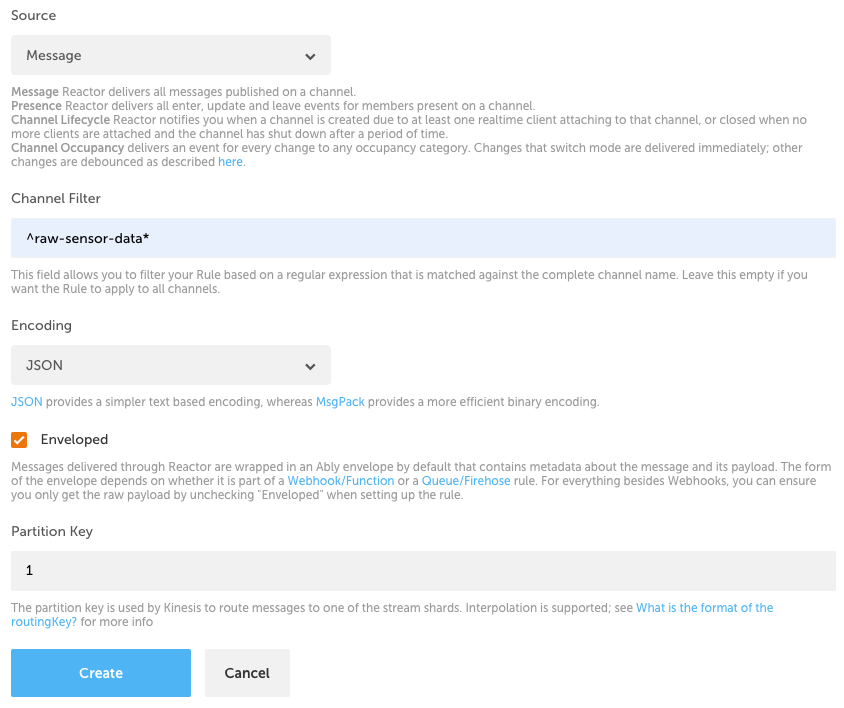 Source
Message
Message Reactor delivers all messages published on a channel.
Presence Reactor delivers all enter, update and leave events for members present on a channel.
Channel Lifecycle Reactor notifies you when a channel is created due to at least one realtime client attaching to that channel, or closed when no
more clients are attached and the channel has shut down after a period of time.
Channel Occupancy delivers an event for every change to any occupancy category. Changes that switch mode are delivered immediately; other
changes are debounced as described here.
Channel Filter
^raw-sensor-data*
This field allows you to filter your Rule based on a regular expression that is matched against the complete channel name. Leave this empty if you
want the Rule to apply to all channels.
Encoding
JSON
JSON provides a simpler text based encoding, whereas MsgPack provides a more efficient binary encoding.
Enveloped
Messages delivered through Reactor are wrapped in an Ably envelope by default that contains metadata about the message and its payload. The form
of the envelope depends on whether it is part of a Webhook/Function or a Queue/Firehose rule. For everything besides Webhooks, you can ensure
you only get the raw payload by unchecking "Enveloped" when setting up the rule.
Partition Key
1
The partition key is used by Kinesis to route messages to one of the stream shards. Interpolation is supported; see What is the format of the
routingKey? for more info
Create
Cancel